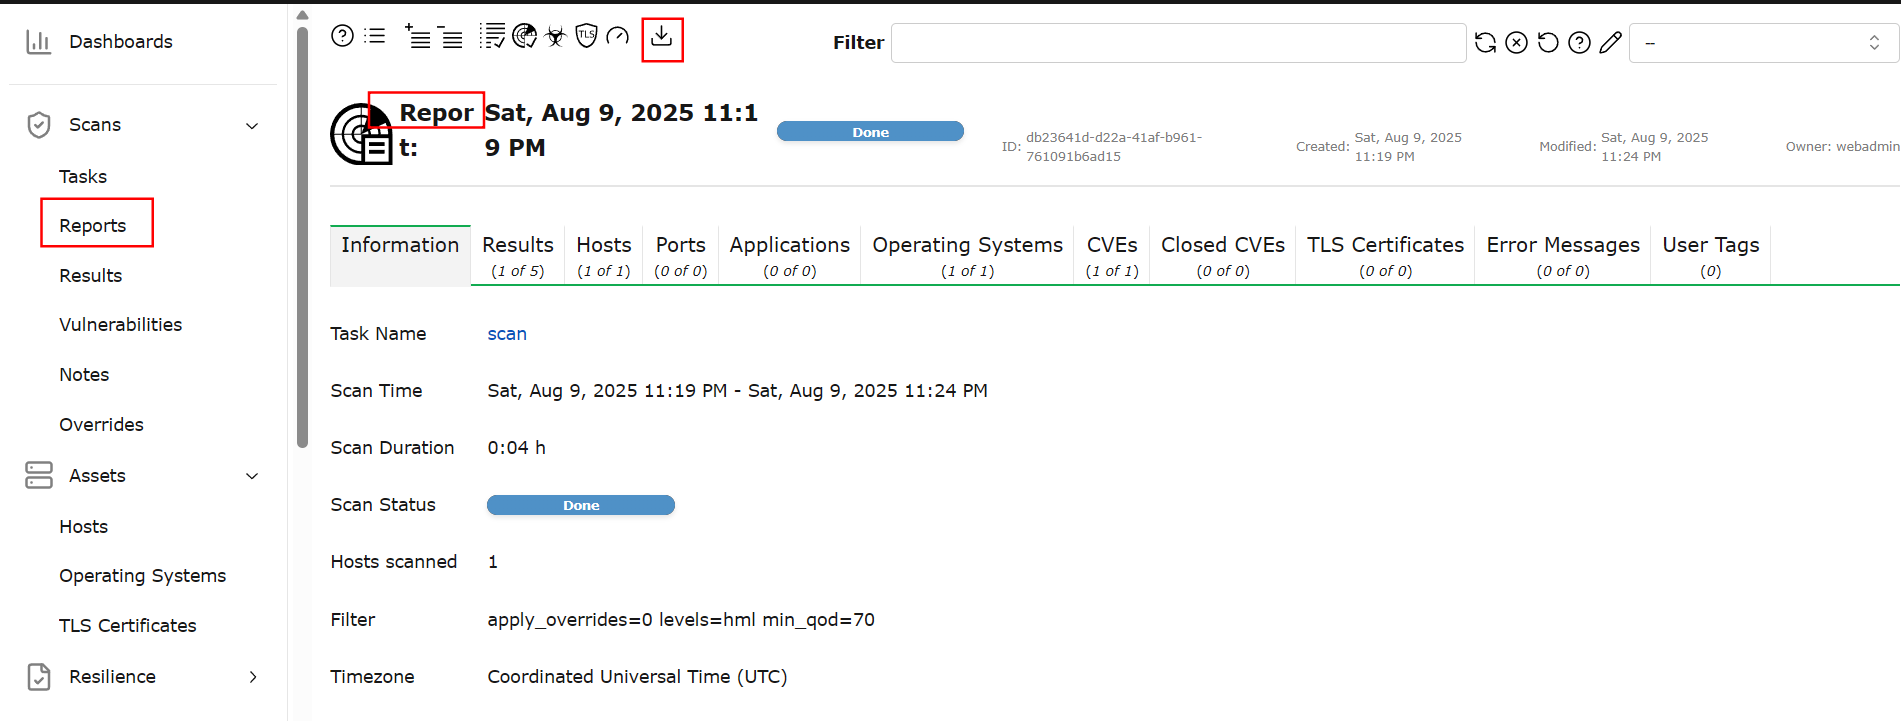 Dashboards
Scans
Tasks
Reports
Results
Vulnerabilities
Notes
Overrides
Assets
Hosts
Operating Systems
TLS Certificates
Resilience
TLS
Filter
--
Repor
t:
Sat, Aug 9, 2025 11:1
9 PM
Done
ID: db23641d-d22a-41af-b961-
761091b6ad15
Created: Sat, Aug 9, 2025
11:19 PM
Modified: Sat, Aug 9, 2025
11:24 PM
Owner: webadmin
Information
Results
(1 of 5)
Hosts
(1 of 1)
Ports
(0 of 0)
Applications
(0 of 0)
Operating Systems
(1 of 1)
CVEs
(1 of 1)
Closed CVEs
(0 of 0)
TLS Certificates
(0 of 0)
Error Messages
(0 of 0)
User Tags
(0)
Task Name scan
Scan Time Sat, Aug 9, 2025 11:19 PM - Sat, Aug 9, 2025 11:24 PM
Scan Duration 0:04 h
Scan Status Done
Hosts scanned 1
Filter apply_overrides=0 levels=hml min_qod=70
Timezone Coordinated Universal Time (UTC)